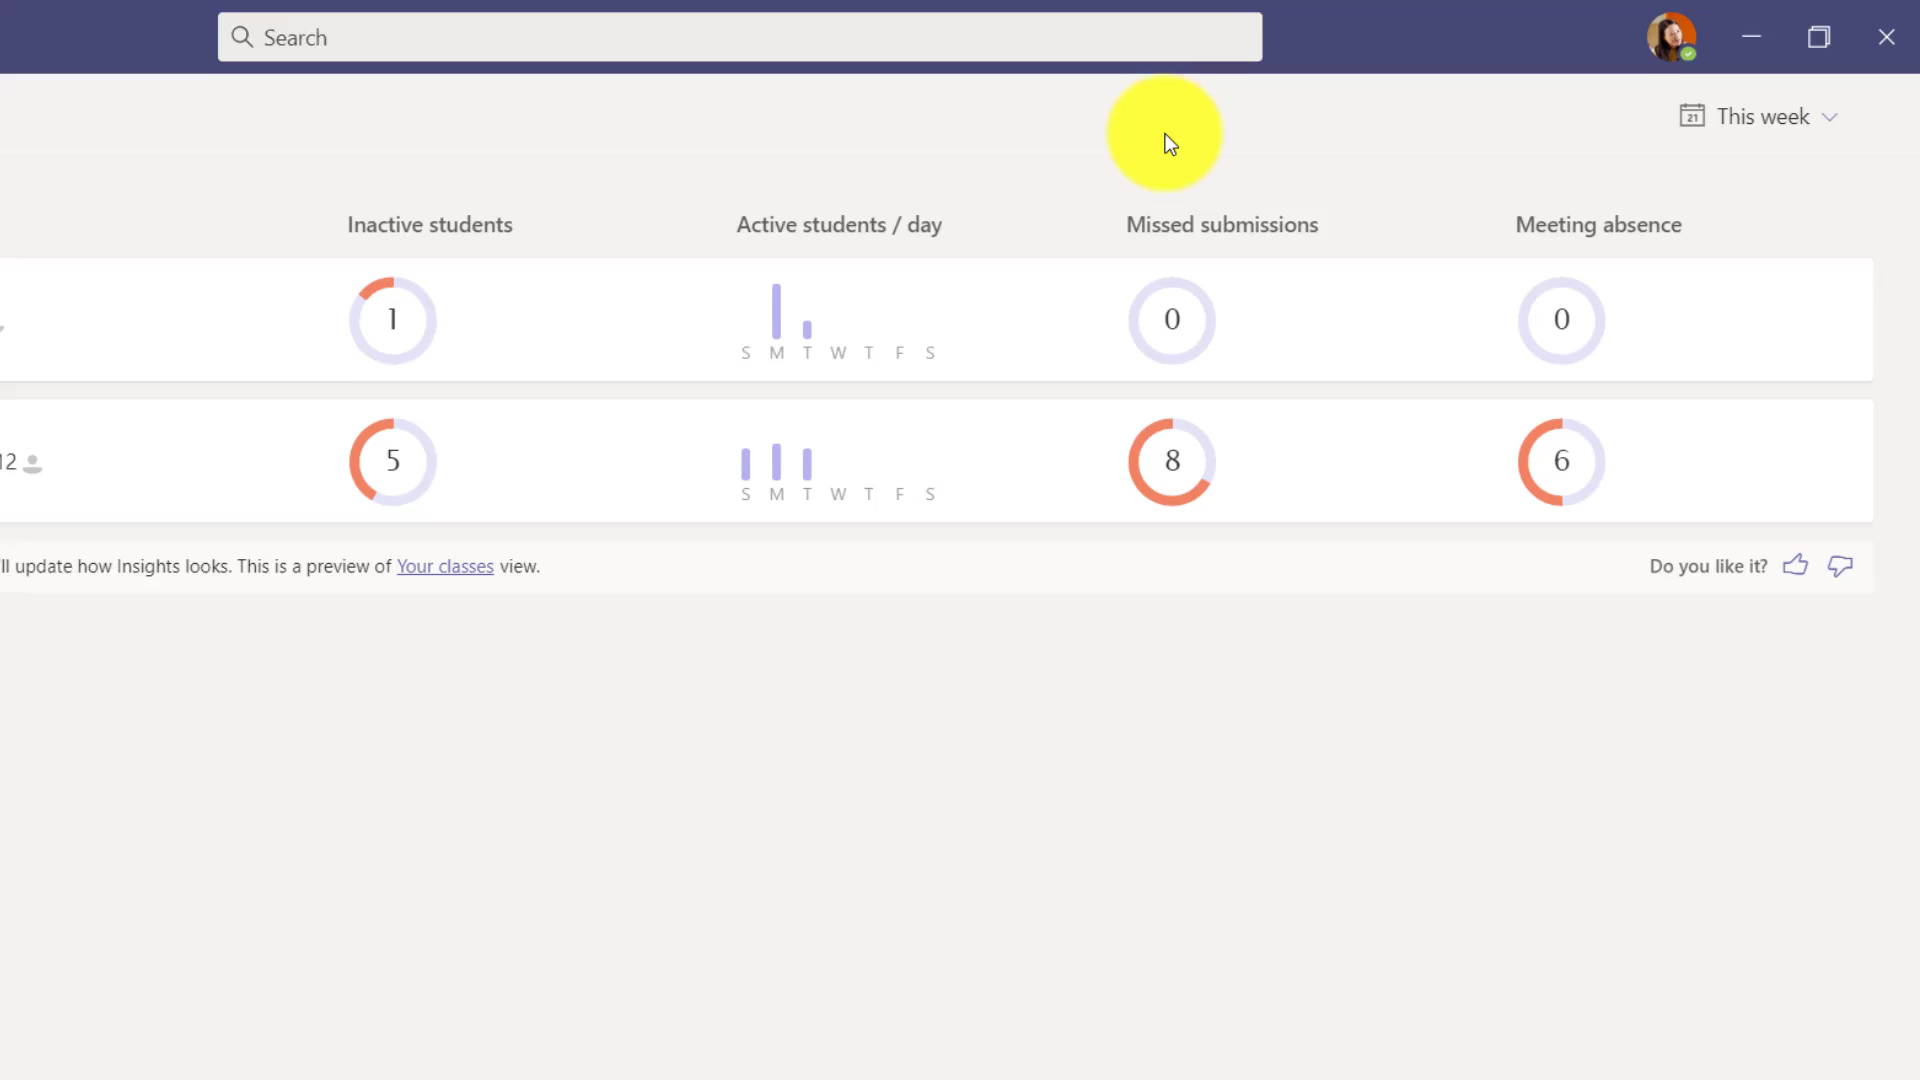 Search
21 This week
Inactive students Active students / day Missed submissions Meeting absence
1 0 0
S M T W T F S
12 5 8 6
S M T W T F S
'll update how Insights looks. This is a preview of Your classes view. Do you like it?